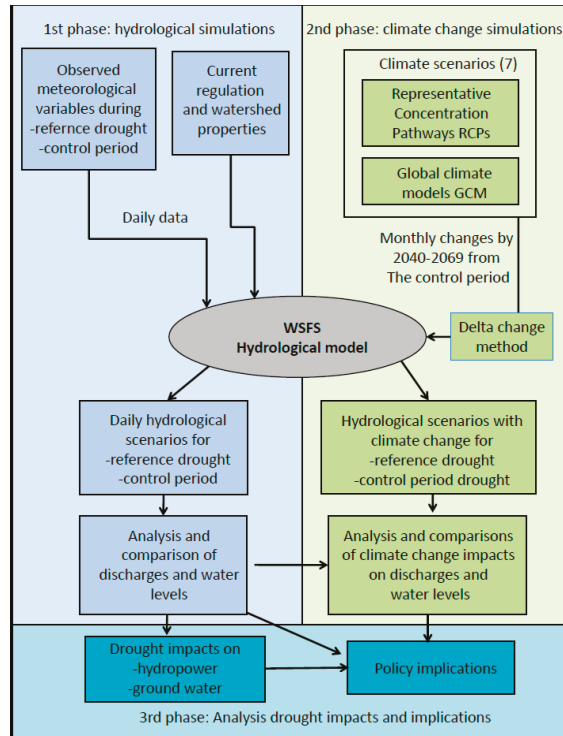 1st phase: hydrological simulations
2nd phase: climate change simulations
Observed
meteorological
variables during
-refernce drought
-control period
Current
regulation
and watershed
properties
Climate scenarios (7)
Representative
Concentration
Pathways RCPs
Global climate
models GCM
Daily data
Monthly changes by
2040-2069 from
The control period
WSFS
Hydrological model
Delta change
method
Daily hydrological
scenarios for
-reference drought
-control period
Hydrological scenarios with
climate change for
-reference drought
-control period drought
Analysis and
comparison of
discharges and water
levels
Analysis and comparisons
of climate change impacts
on discharges and
water levels
Drought impacts on
-hydropower
-ground water
Policy implications
3rd phase: Analysis drought impacts and implications